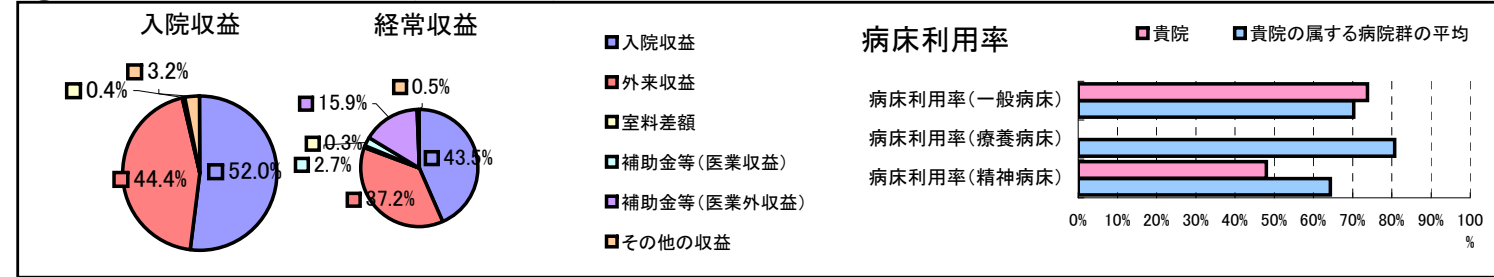 入院収益
3.2%
0.4%
52.0%
44.4%
経常収益
0.5%
15.9%
0.3%
2.7%
43.5%
37.2%
入院収益
外来収益
室料差額
補助金等(医業収益)
補助金等(医業外収益)
その他の収益
病床利用率
貴院 貴院の属する病院群の平均
病床利用率(一般病床)
病床利用率(療養病床)
病床利用率(精神病床)
0% 10% 20% 30% 40% 50% 60% 70% 80% 90% 100
%